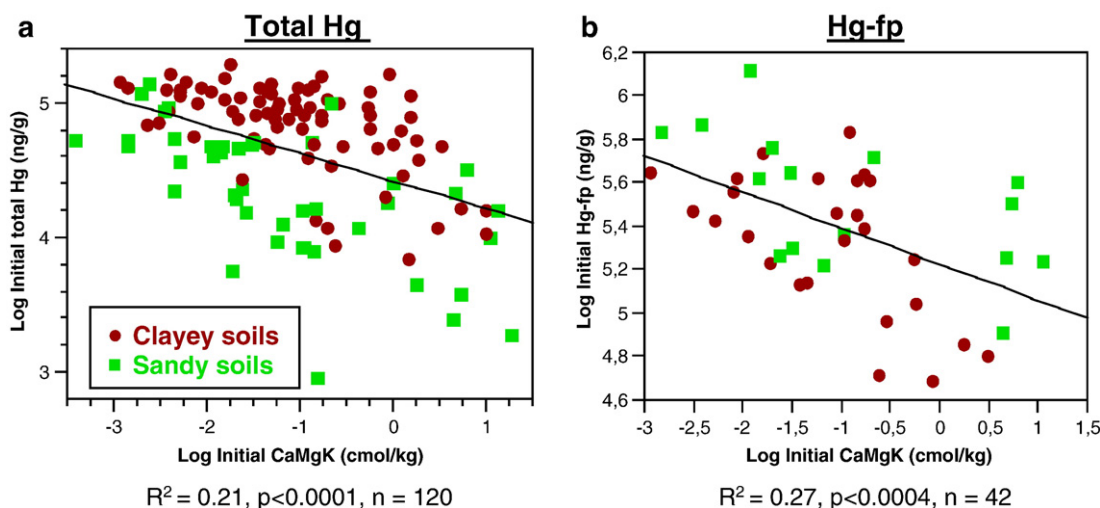 a
Total Hg
Log Initial total Hg (ng/g)
5
4
3
Clayey soils
Sandy soils
-3 -2 -1 0 1
Log Initial CaMgK (cmol/kg)
R² = 0.21, p<0.0001, n = 120
b
Hg-fp
Log Initial Hg-fp (ng/g)
6,2
6
5,8
5,6
5,4
5,2
5
4,8
4,6
-3 -2,5 -2 -1,5 -1 -0,5 0 0,5 1 1,5
Log Initial CaMgK (cmol/kg)
R² = 0.27, p<0.0004, n = 42